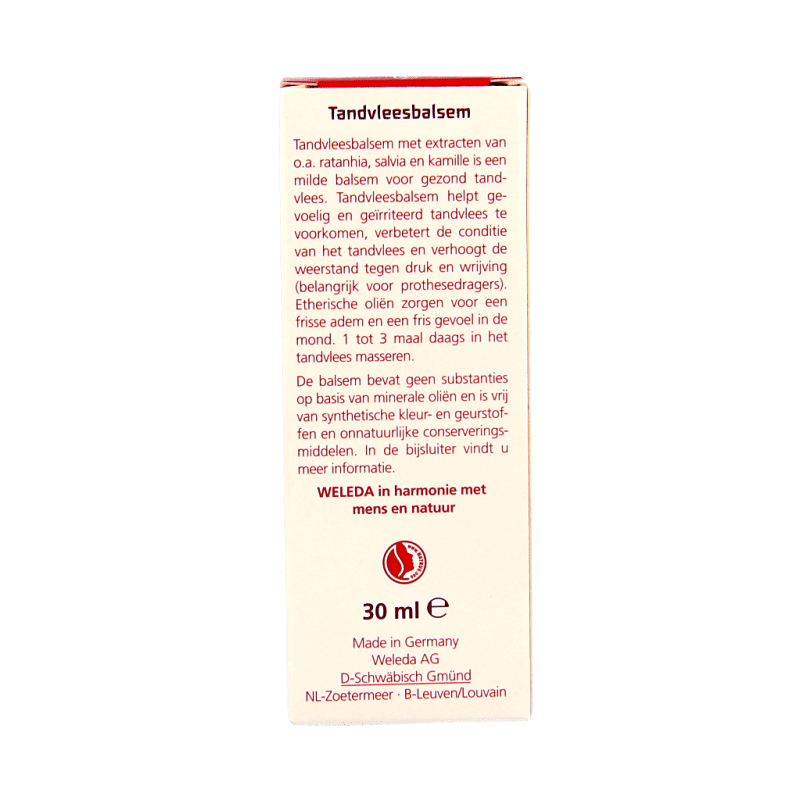 Tandvleesbalsem
Tandvleesbalsem met extracten van
o.a. ratanhia, salvia en kamille is een
milde balsem voor gezond tand-
vlees. Tandvleesbalsem helpt ge-
voelig en geïrriteerd tandvlees te
voorkomen, verbetert de conditie
van het tandvlees en verhoogt de
weerstand tegen druk en wrijving
(belangrijk voor prothesedragers).
Etherische oliën zorgen voor een
frisse adem en een fris gevoel in de
mond. 1 tot 3 maal daags in het
tandvlees masseren.
De balsem bevat geen substanties
op basis van minerale oliën en is vrij
van synthetische kleur- en geurstof-
fen en onnatuurlijke conserverings-
middelen. In de bijsluiter vindt u
meer informatie.
WELEDA in harmonie met
mens en natuur
www.natrue.org
30 ml ℮
Made in Germany
Weleda AG
D-Schwäbisch Gmünd
NL-Zoetermeer · B-Leuven/Louvain